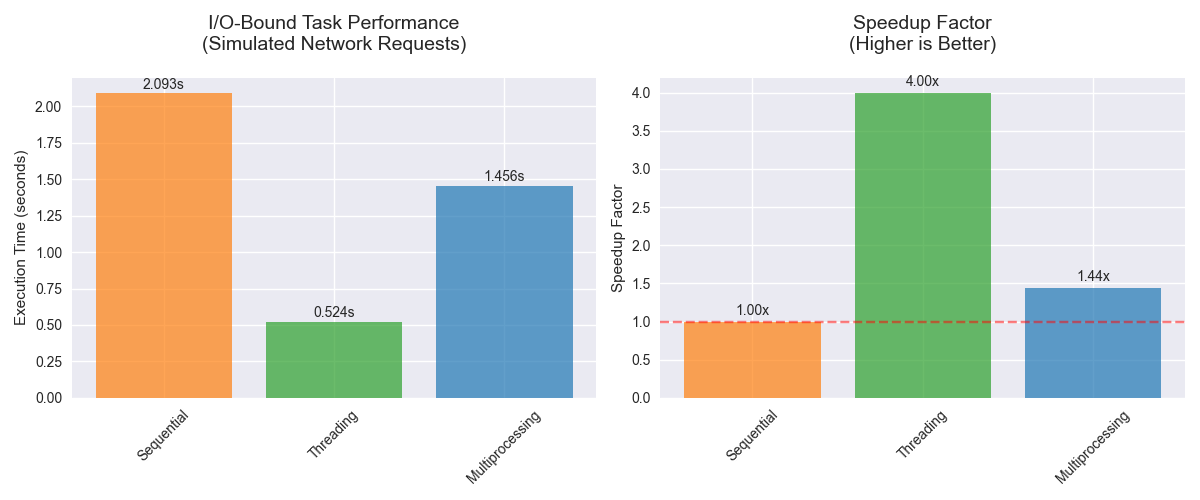 I/O-Bound Task Performance
(Simulated Network Requests)
Execution Time (seconds)
2.00
1.75
1.50
1.25
1.00
0.75
0.50
0.25
0.00
2.093s
0.524s
1.456s
Sequential
Threading
Multiprocessing
Speedup Factor
(Higher is Better)
Speedup Factor
4.0
3.5
3.0
2.5
2.0
1.5
1.0
0.5
0.0
1.00x
4.00x
1.44x
Sequential
Threading
Multiprocessing